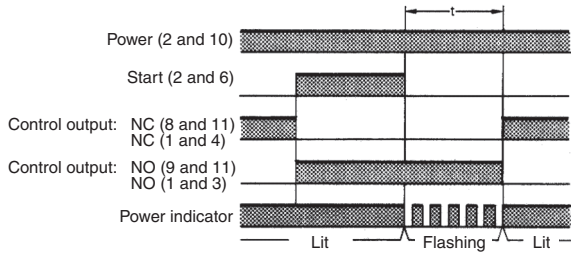 t
Power (2 and 10)
Start (2 and 6)
Control output: NC (8 and 11)
NC (1 and 4)
Control output: NO (9 and 11)
NO (1 and 3)
Power indicator
Lit Flashing Lit